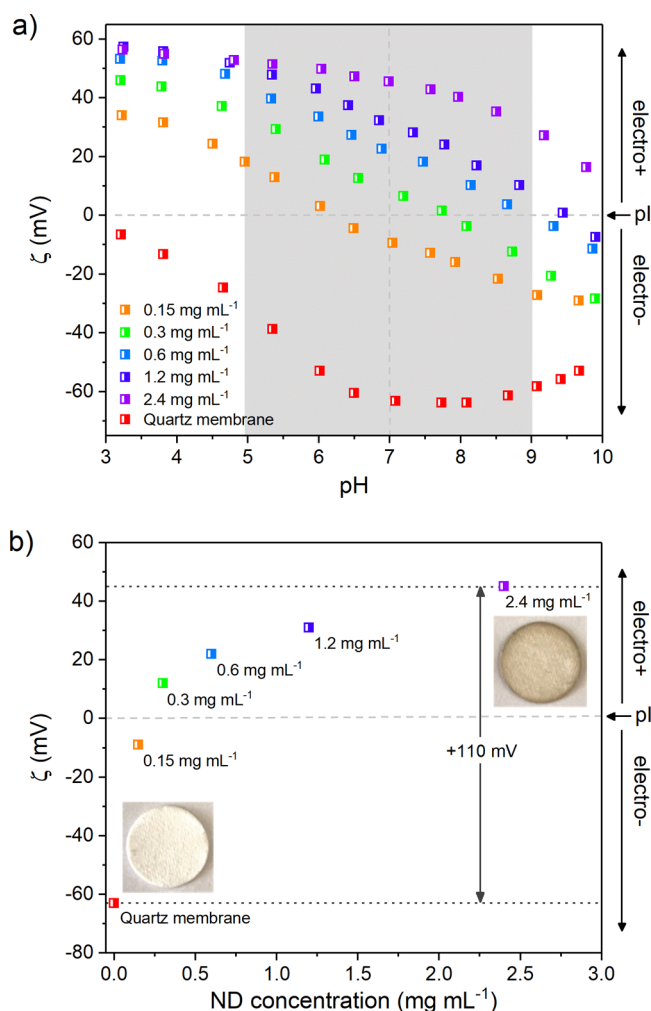 a)
60
40
20
0
-20
-40
-60
ζ (mV)
0.15 mg mL⁻¹
0.3 mg mL⁻¹
0.6 mg mL⁻¹
1.2 mg mL⁻¹
2.4 mg mL⁻¹
Quartz membrane
3 4 5 6 7 8 9 10
pH
electro+
pI
electro-
b)
60
40
20
0
-20
-40
-60
-80
ζ (mV)
2.4 mg mL⁻¹
1.2 mg mL⁻¹
0.6 mg mL⁻¹
0.3 mg mL⁻¹
0.15 mg mL⁻¹
+110 mV
Quartz membrane
0.0 0.5 1.0 1.5 2.0 2.5 3.0
ND concentration (mg mL⁻¹)
electro+
pI
electro-